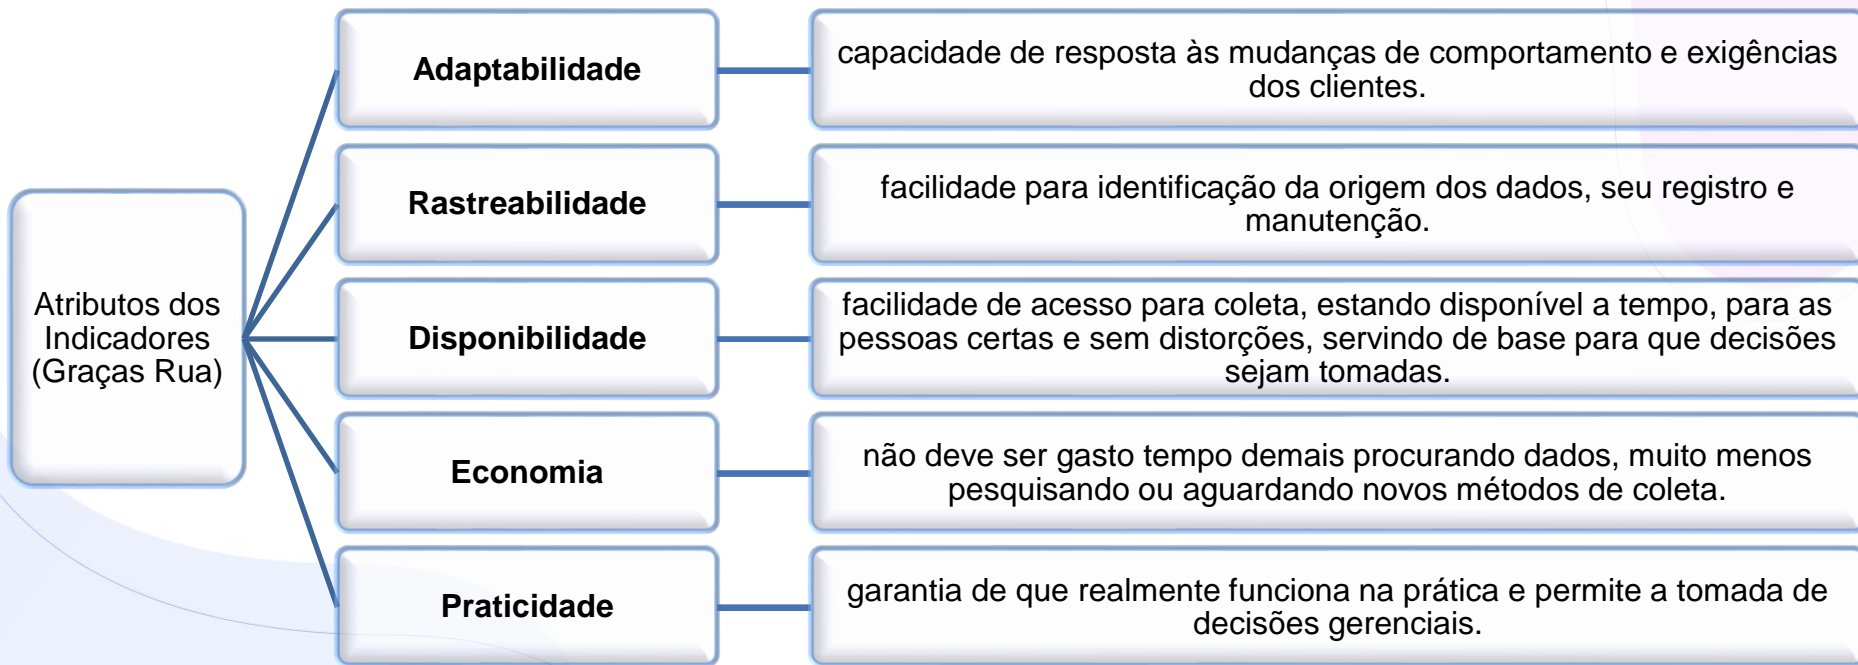 Atributos dos
Indicadores
(Graças Rua)
Adaptabilidade
capacidade de resposta às mudanças de comportamento e exigências
dos clientes.
Rastreabilidade
facilidade para identificação da origem dos dados, seu registro e
manutenção.
Disponibilidade
facilidade de acesso para coleta, estando disponível a tempo, para as
pessoas certas e sem distorções, servindo de base para que decisões
sejam tomadas.
Economia
não deve ser gasto tempo demais procurando dados, muito menos
pesquisando ou aguardando novos métodos de coleta.
Praticidade
garantia de que realmente funciona na prática e permite a tomada de
decisões gerenciais.